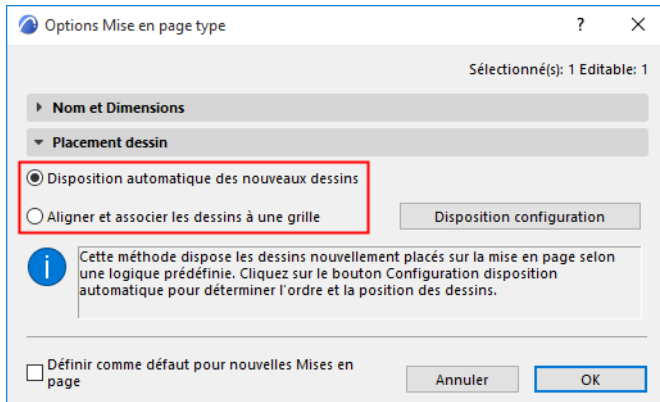 Options Mise en page type
Sélectionné(s): 1 Editable: 1
Nom et Dimensions
Placement dessin
Disposition automatique des nouveaux dessins
Aligner et associer les dessins à une grille
Disposition configuration
Cette méthode dispose les dessins nouvellement placés sur la mise en page selon
une logique prédéfinie. Cliquez sur le bouton Configuration disposition
automatique pour déterminer l'ordre et la position des dessins.
Définir comme défaut pour nouvelles Mises en
page
Annuler
OK